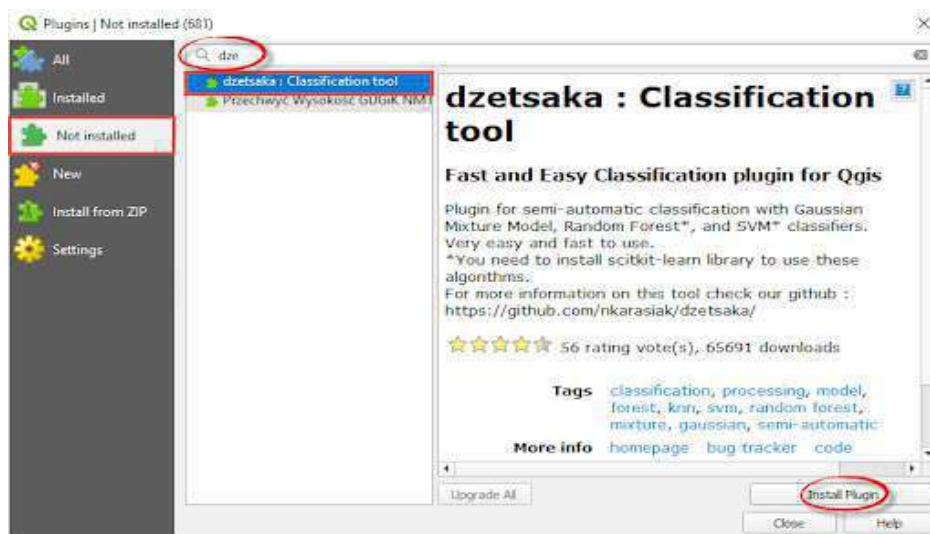 Plugins | Not installed (681)
All
Installed
Not installed
New
Install from ZIP
Settings
dze
dzetsaka : Classification tool
Przechwyć Wysokość GUGiK NMT
dzetsaka : Classification
tool
Fast and Easy Classification plugin for Qgis
Plugin for semi-automatic classification with Gaussian
Mixture Model, Random Forest*, and SVM* classifiers.
Very easy and fast to use.
*You need to install scitkit-learn library to use these
algorithms.
For more information on this tool check our github :
https://github.com/nkarasiak/dzetsaka/
56 rating vote(s), 65691 downloads
Tags classification, processing, model,
forest, knn, svm, random forest,
mixture, gaussian, semi-automatic
More info homepage bug tracker code
Upgrade All
Install Plugin
Close
Help